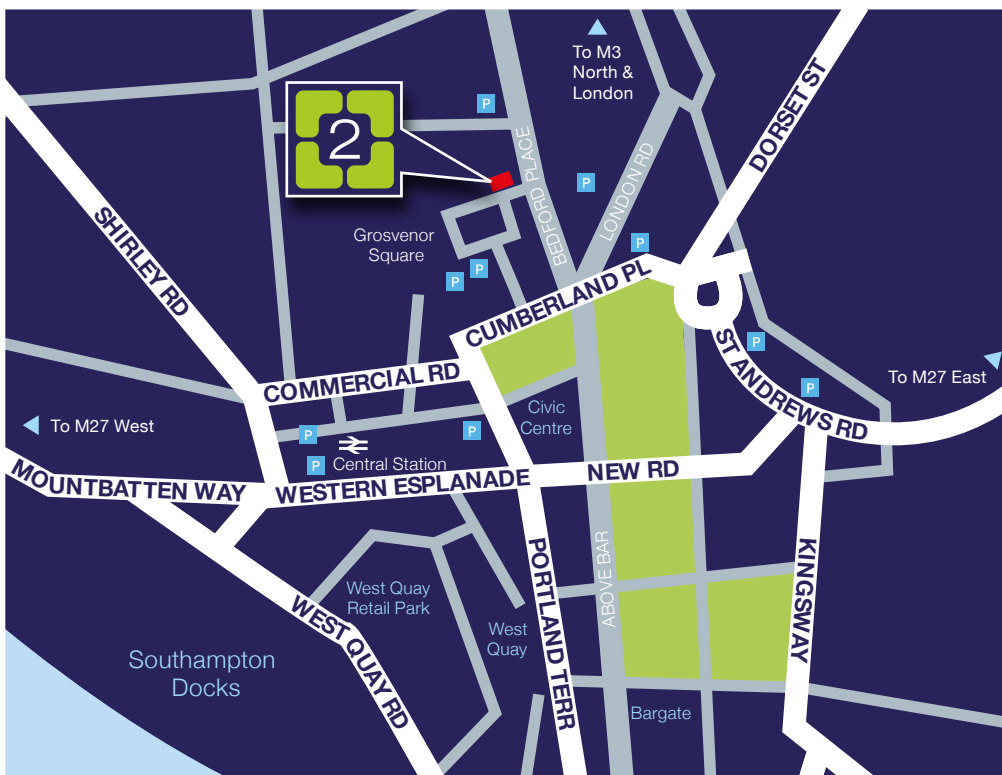 To M3
North &
London
DORSET ST
P
2
BEDFORD PLACE
LONDON RD
P
SHIRLEY RD
Grosvenor
Square
P
P
P
CUMBERLAND PL
ST ANDREWS RD
P
To M27 East
COMMERCIAL RD
P
Civic
Centre
To M27 West
P
P
Central Station
P
MOUNTBATTEN WAY
WESTERN ESPLANADE
NEW RD
PORTLAND TERR
ABOVE BAR
KINGSWAY
West Quay
Retail Park
WEST QUAY RD
West
Quay
Southampton
Docks
Bargate